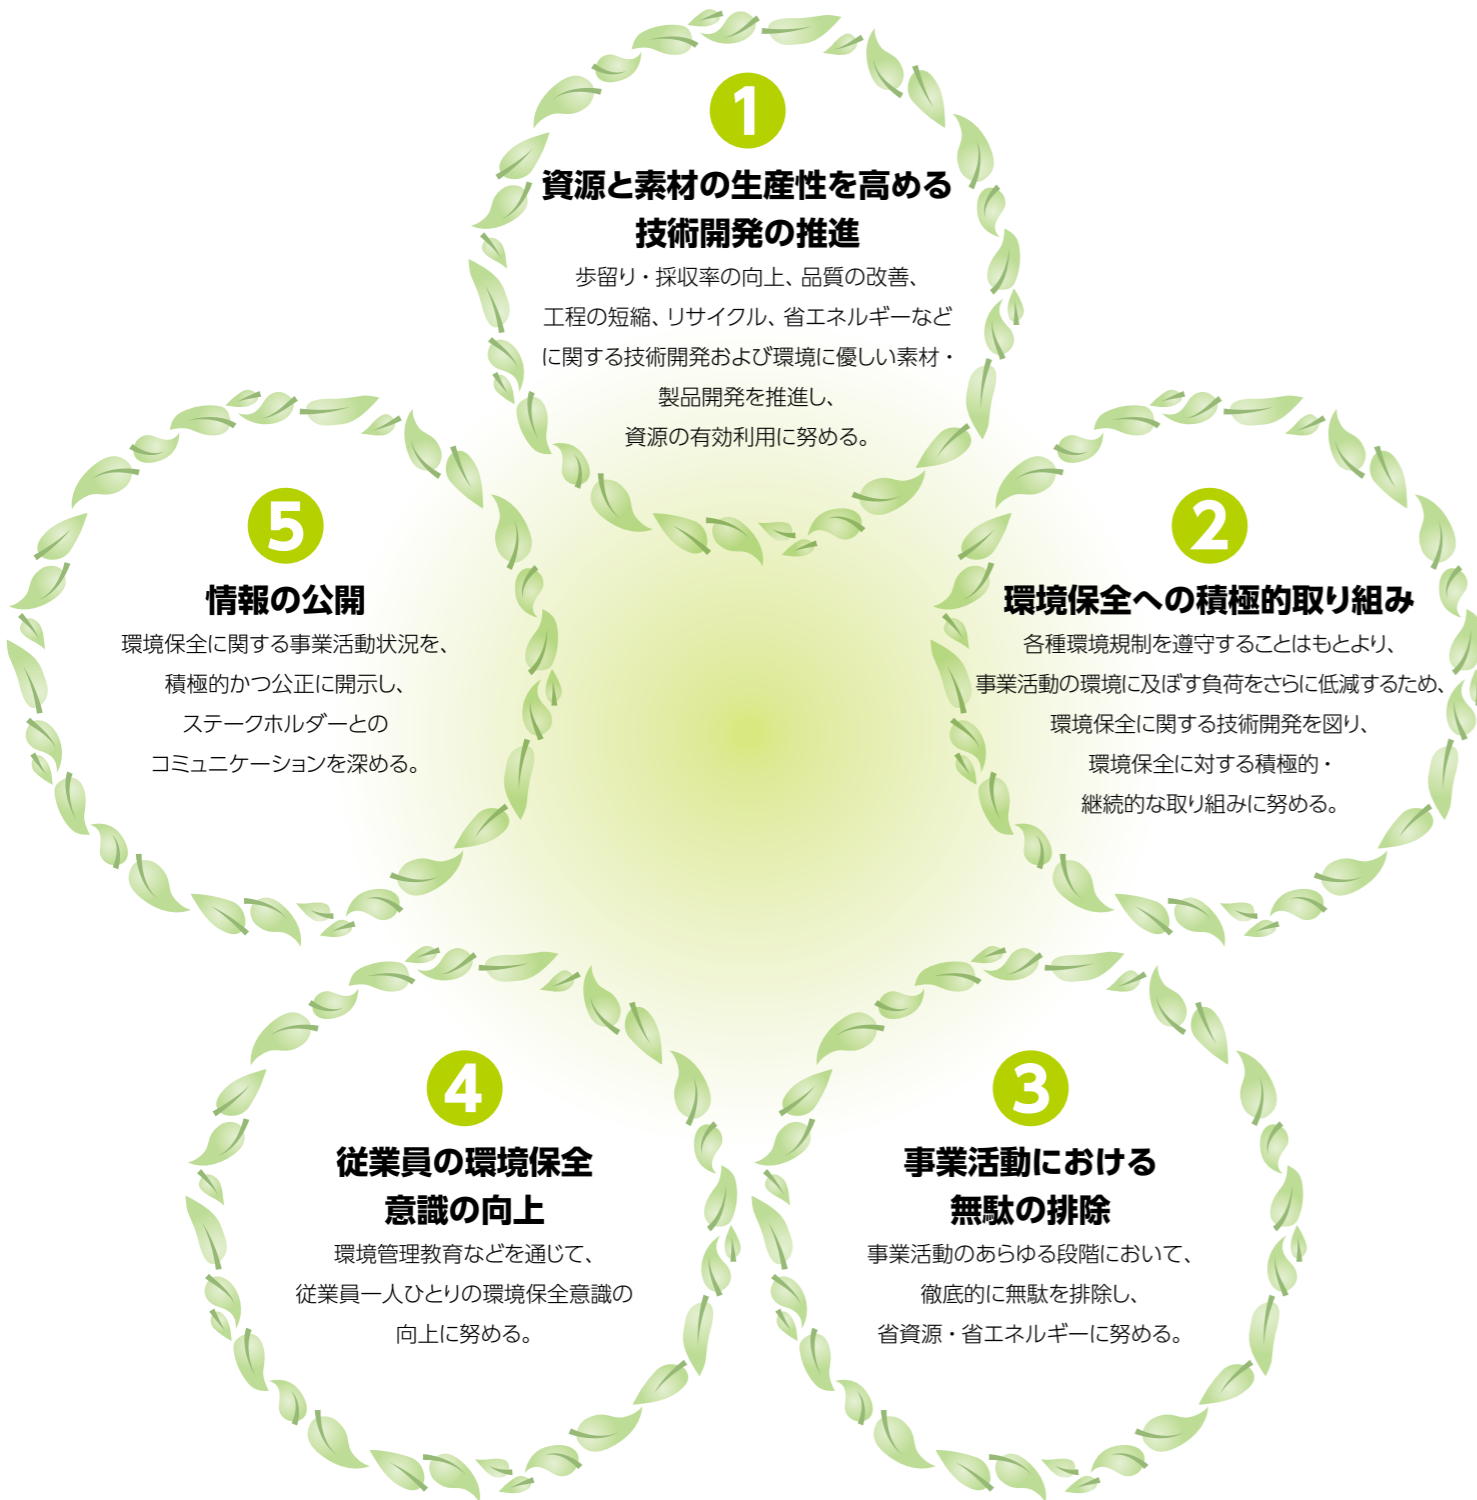 1
資源と素材の生産性を高める
技術開発の推進
歩留り・採収率の向上、品質の改善、
工程の短縮、リサイクル、省エネルギーなど
に関する技術開発および環境に優しい素材・
製品開発を推進し、
資源の有効利用に努める。
2
環境保全への積極的取り組み
各種環境規制を遵守することはもとより、
事業活動の環境に及ぼす負荷をさらに低減するため、
環境保全に関する技術開発を図り、
環境保全に対する積極的・
継続的な取り組みに努める。
3
事業活動における
無駄の排除
事業活動のあらゆる段階において、
徹底的に無駄を排除し、
省資源・省エネルギーに努める。
4
従業員の環境保全
意識の向上
環境管理教育などを通じて、
従業員一人ひとりの環境保全意識の
向上に努める。
5
情報の公開
環境保全に関する事業活動状況を、
積極的かつ公正に開示し、
ステークホルダーとの
コミュニケーションを深める。